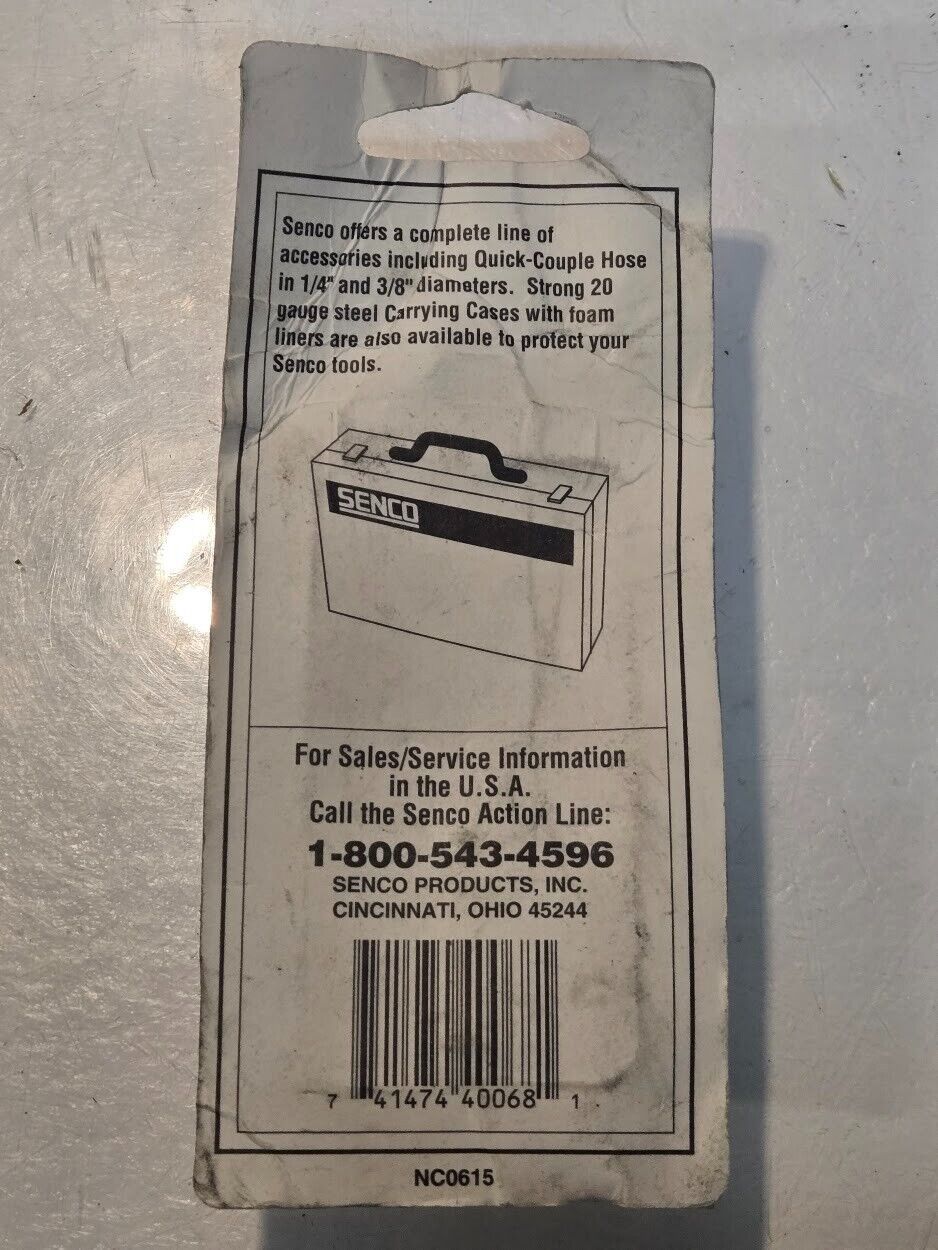 Senco offers a complete line of
accessories including Quick-Couple Hose
in 1/4" and 3/8" diameters. Strong 20
gauge steel Carrying Cases with foam
liners are also available to protect your
Senco tools.
SENCO
For Sales/Service Information
in the U.S.A.
Call the Senco Action Line:
1-800-543-4596
SENCO PRODUCTS, INC.
CINCINNATI, OHIO 45244
7 41474 40068 1
NC0615